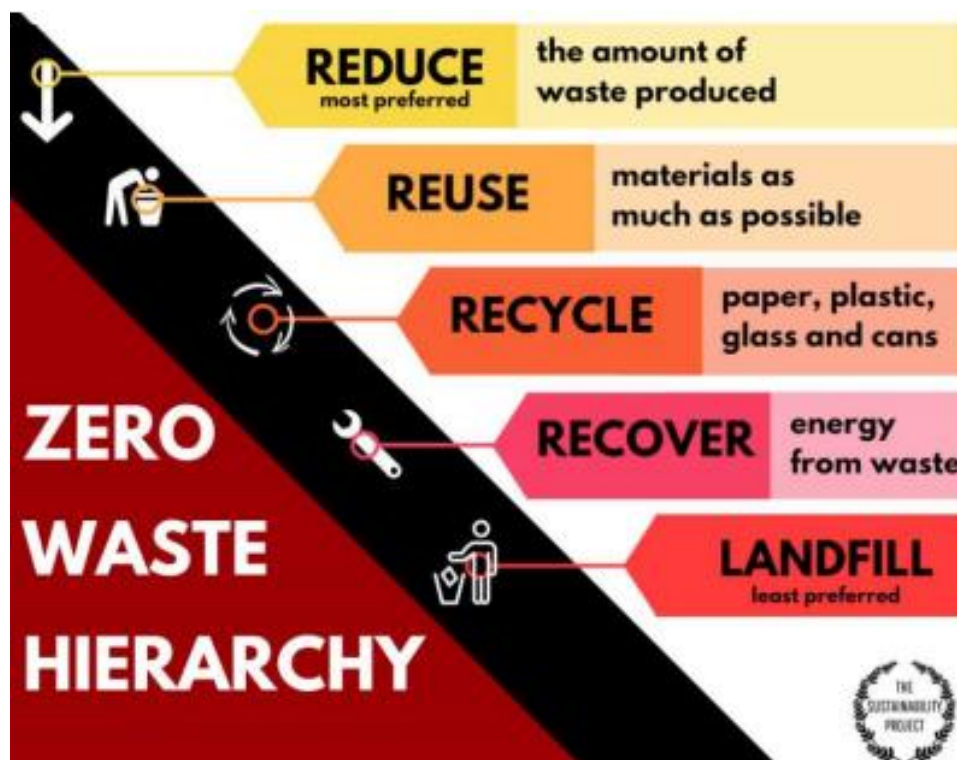 REDUCE
most preferred
the amount of
waste produced
REUSE
materials as
much as possible
RECYCLE
paper, plastic,
glass and cans
RECOVER
energy
from waste
LANDFILL
least preferred
ZERO
WASTE
HIERARCHY
THE
SUSTAINABILITY
PROJECT